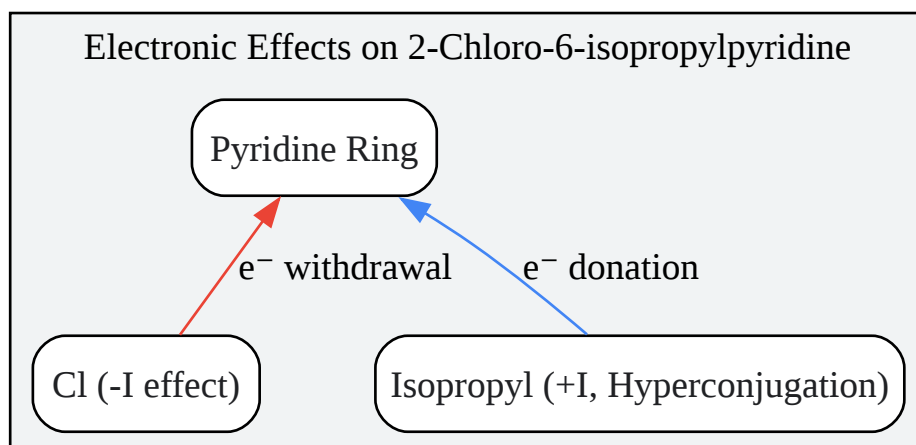 Electronic Effects on 2-Chloro-6-isopropylpyridine
Pyridine Ring
e⁻ withdrawal
e⁻ donation
Cl (-I effect)
Isopropyl (+I, Hyperconjugation)